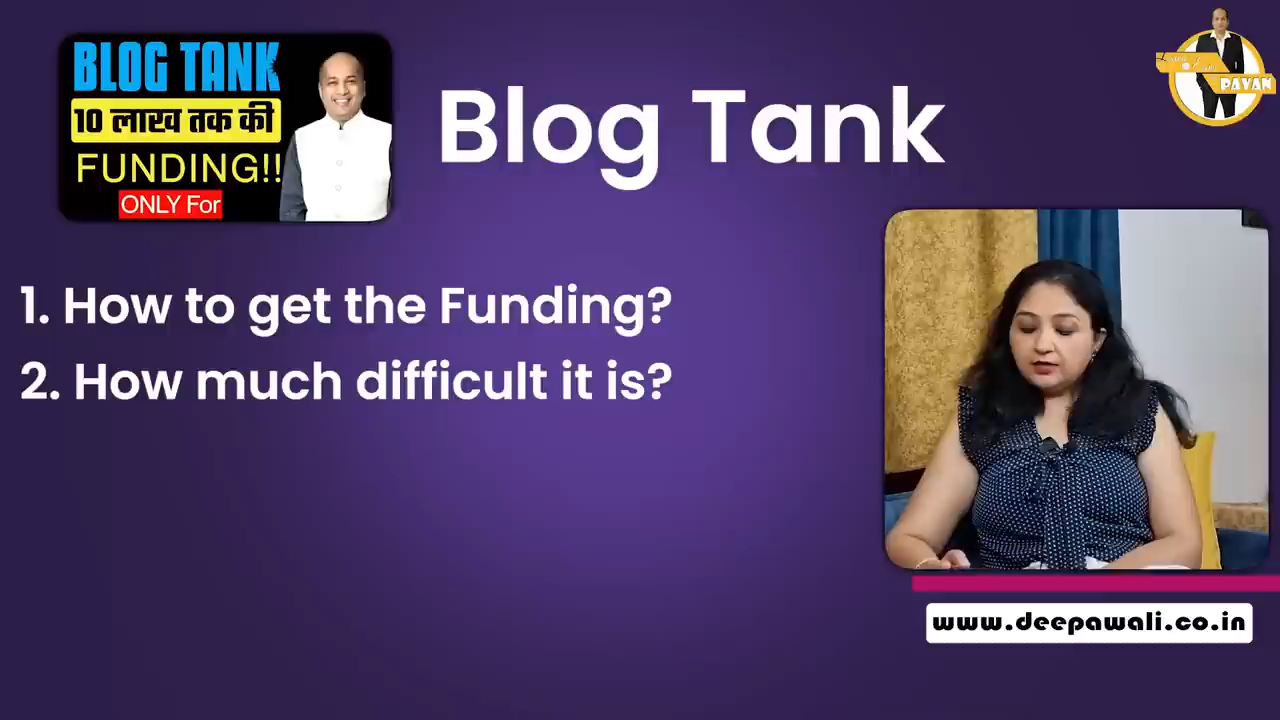 BLOG TANK
10 लाख तक की
FUNDING!!
ONLY For
Blog Tank
PAVAN
1. How to get the Funding?
2. How much difficult it is?
www.deepawali.co.in